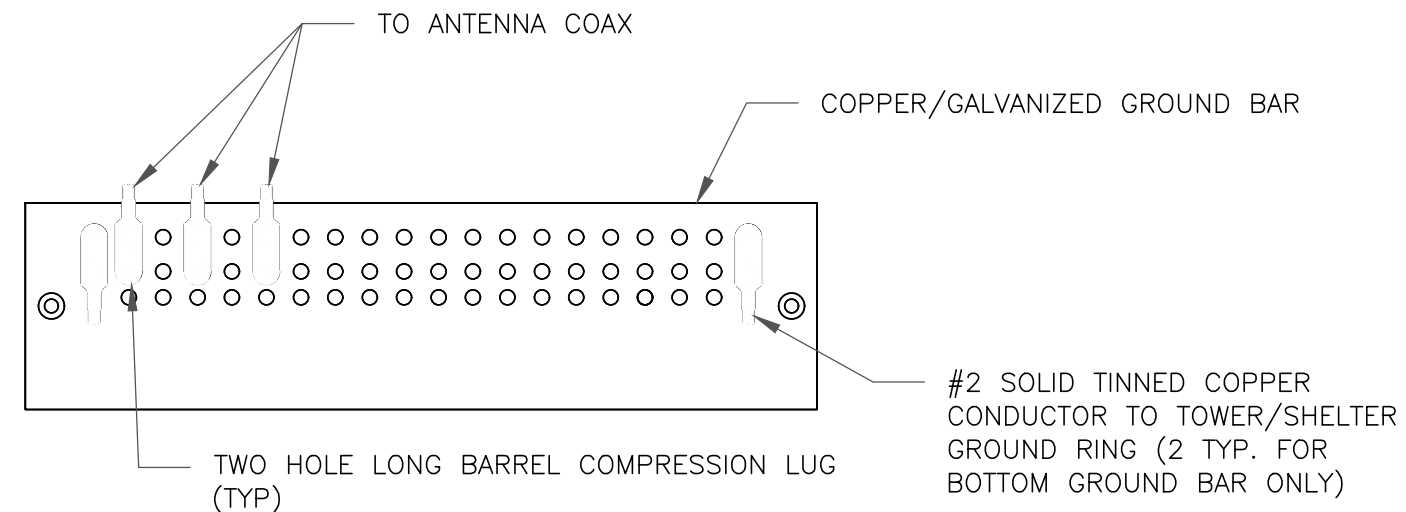 TO ANTENNA COAX
COPPER/GALVANIZED GROUND BAR
#2 SOLID TINNED COPPER
CONDUCTOR TO TOWER/SHELTER
GROUND RING (2 TYP. FOR
BOTTOM GROUND BAR ONLY)
TWO HOLE LONG BARREL COMPRESSION LUG
(TYP)